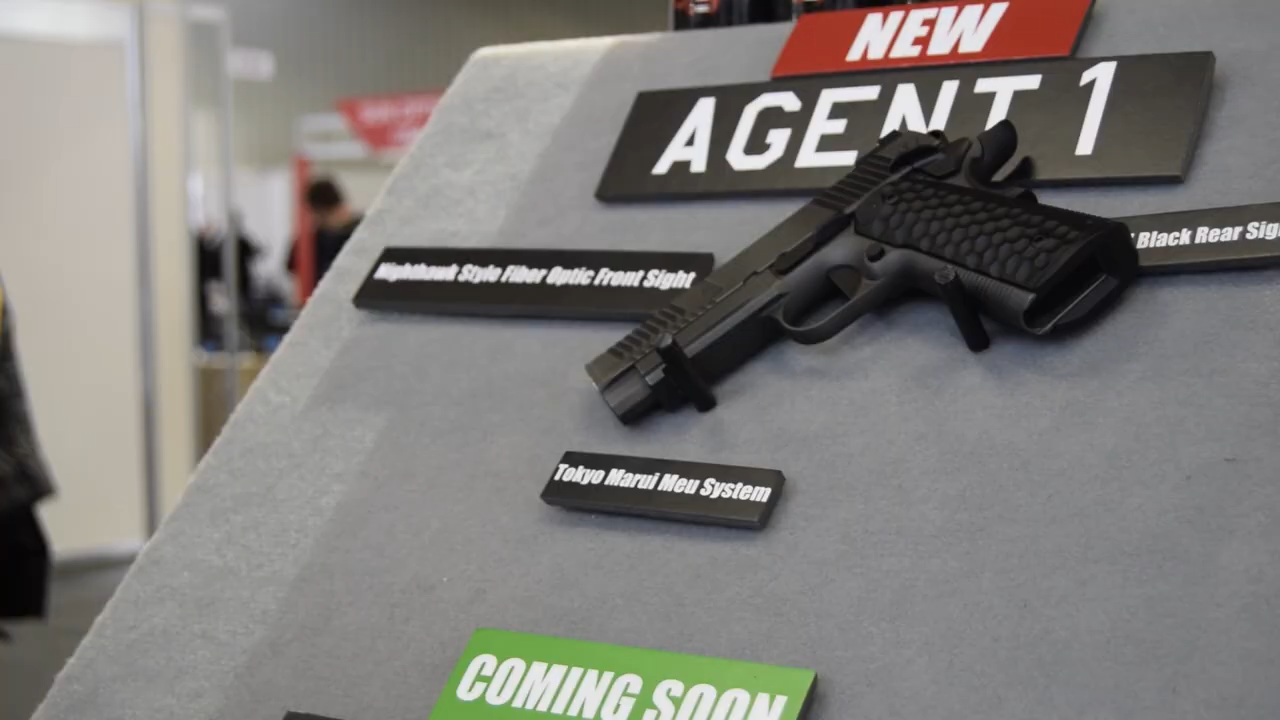 NEW
AGENT 1
Black Rear Sig
Nighthawk Style Fiber Optic Front Sight
Tokyo Marui Meu System
COMING SOON